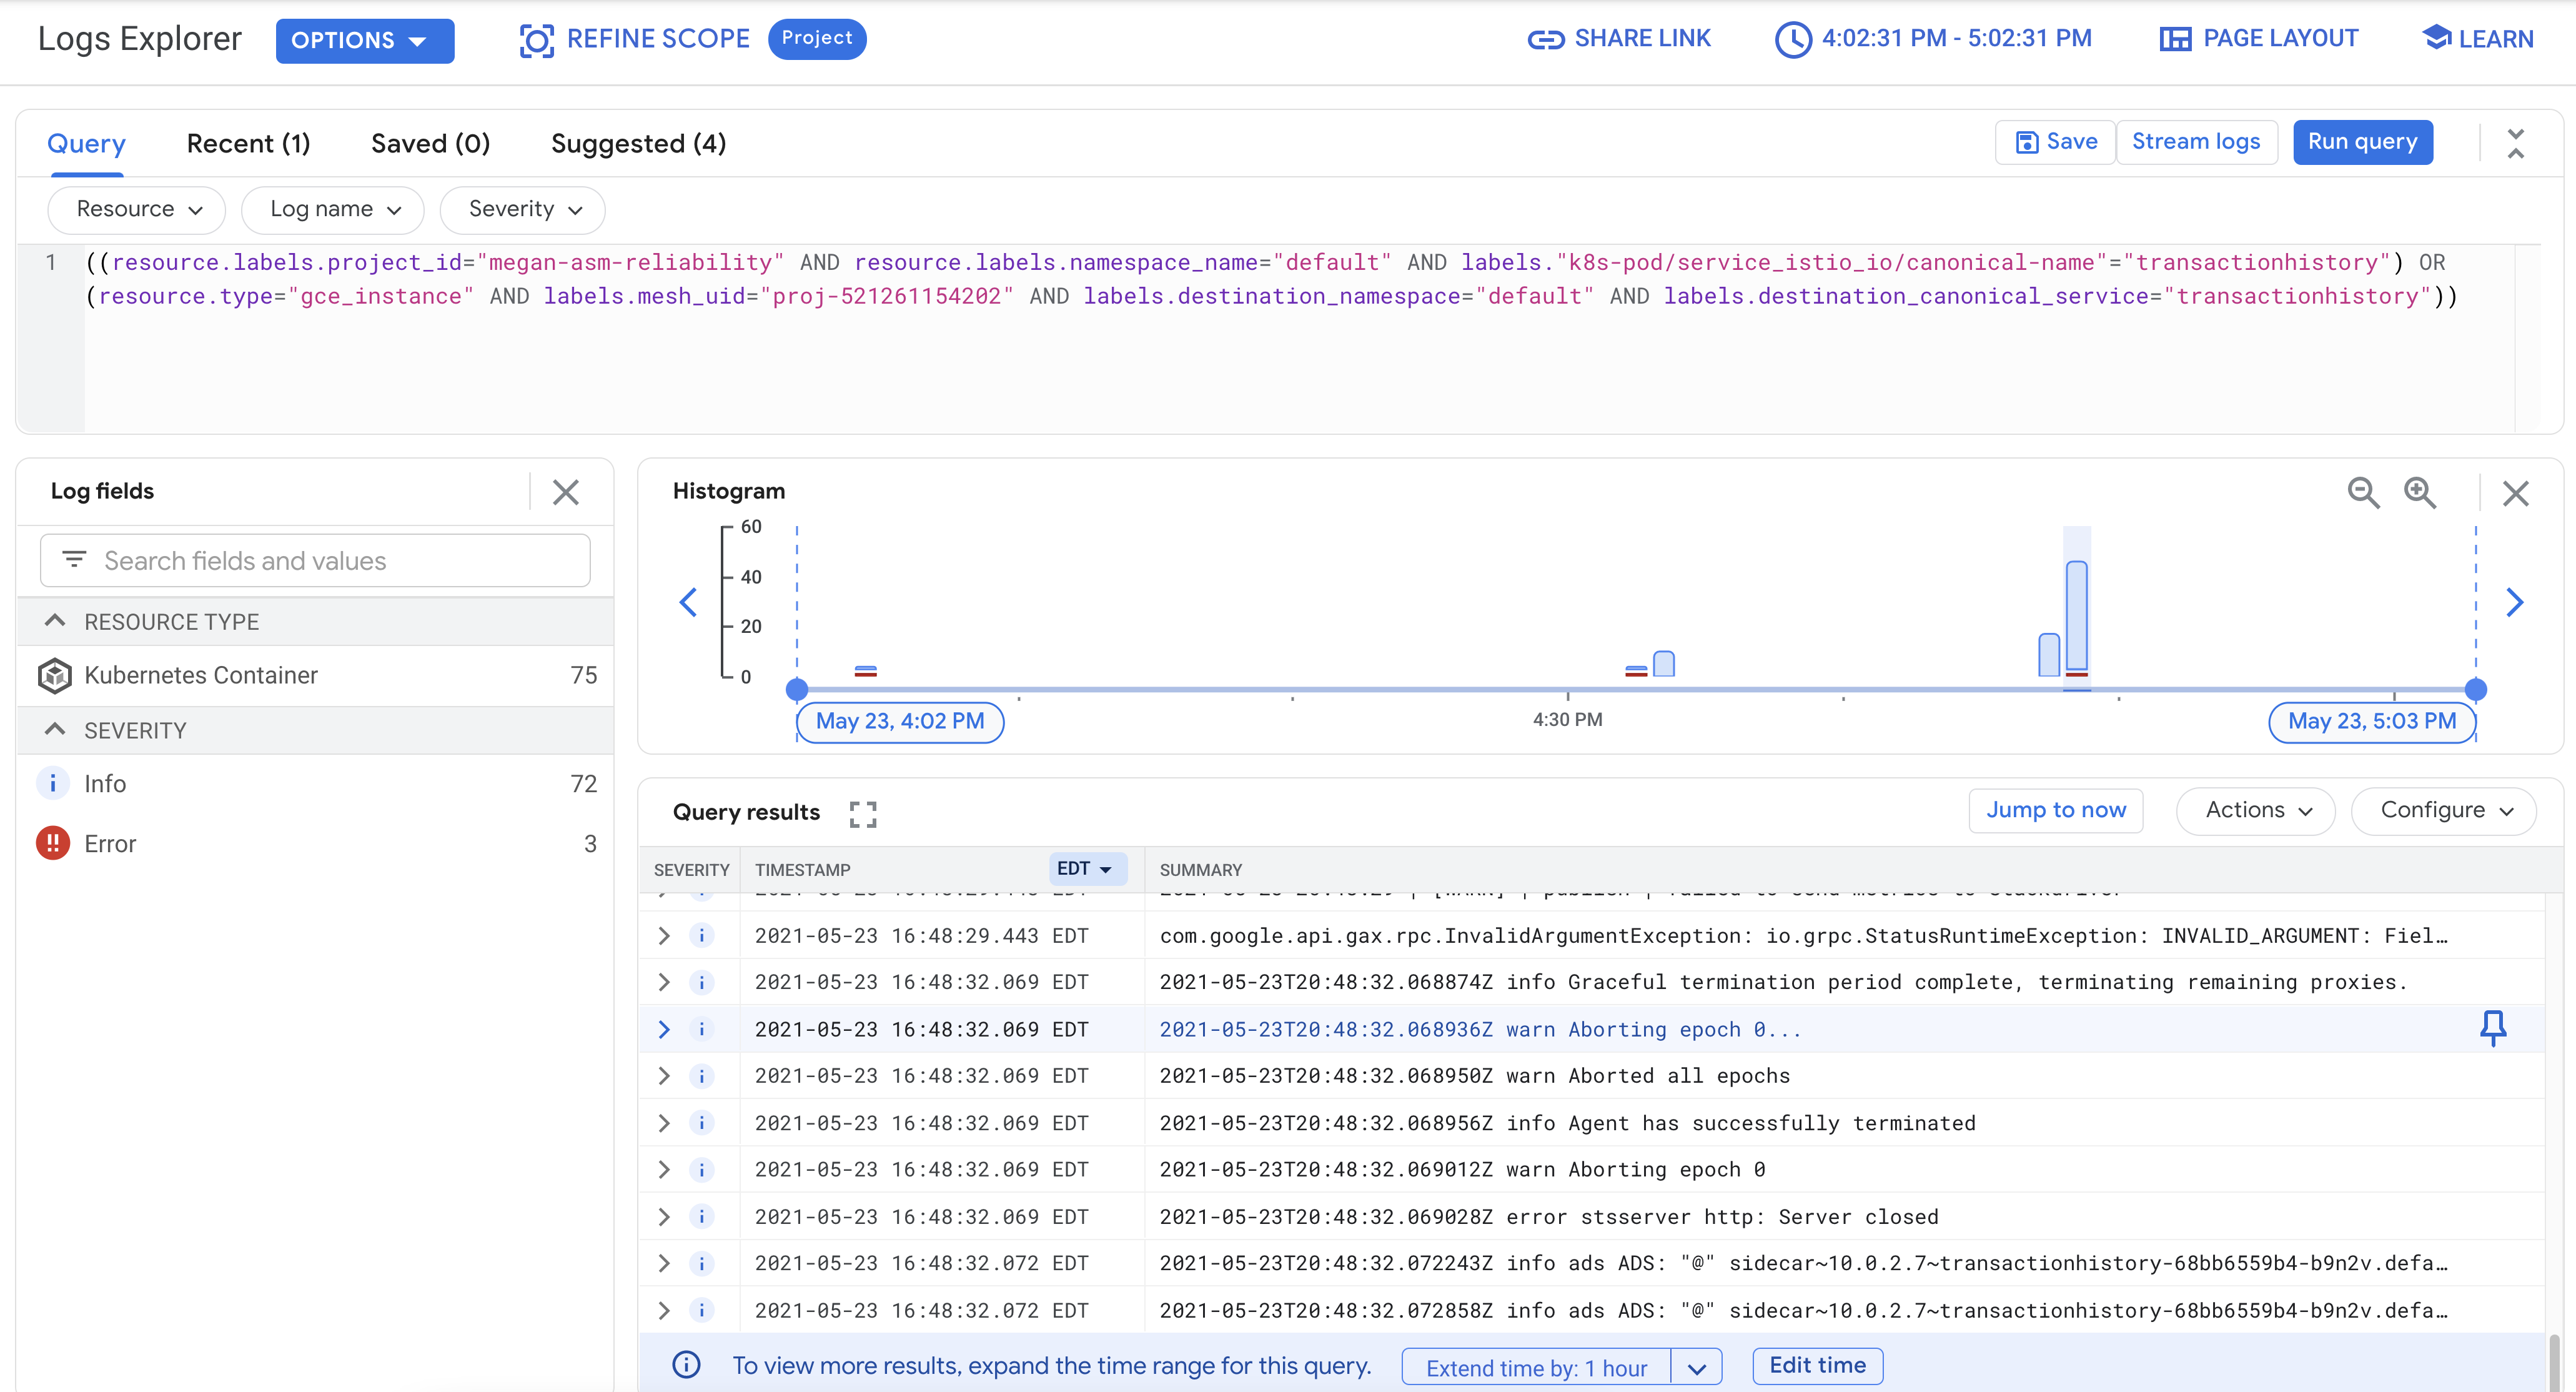 Logs Explorer OPTIONS REFINE SCOPE Project SHARE LINK 4:02:31 PM - 5:02:31 PM PAGE LAYOUT LEARN
Query Recent (1) Saved (0) Suggested (4) Save Stream logs Run query
Resource Log name Severity
1 ((resource.labels.project_id="megan-asm-reliability" AND resource.labels.namespace_name="default" AND labels."k8s-pod/service_istio_io/canonical-name"="transactionhistory") OR
(resource.type="gce_instance" AND labels.mesh_uid="proj-521261154202" AND labels.destination_namespace="default" AND labels.destination_canonical_service="transactionhistory"))
Log fields
Search fields and values
RESOURCE TYPE
Kubernetes Container 75
SEVERITY
Info 72
Error 3
Histogram
60
40
20
0
4:30 PM
May 23, 4:02 PM May 23, 5:03 PM
Query results Jump to now Actions Configure
SEVERITY TIMESTAMP EDT SUMMARY
2021-05-23 16:48:29.443 EDT com.google.api.gax.rpc.InvalidArgumentException: io.grpc.StatusRuntimeException: INVALID_ARGUMENT: Fiel…
2021-05-23 16:48:32.069 EDT 2021-05-23T20:48:32.068874Z info Graceful termination period complete, terminating remaining proxies.
2021-05-23 16:48:32.069 EDT 2021-05-23T20:48:32.068936Z warn Aborting epoch 0...
2021-05-23 16:48:32.069 EDT 2021-05-23T20:48:32.068950Z warn Aborted all epochs
2021-05-23 16:48:32.069 EDT 2021-05-23T20:48:32.068956Z info Agent has successfully terminated
2021-05-23 16:48:32.069 EDT 2021-05-23T20:48:32.069012Z warn Aborting epoch 0
2021-05-23 16:48:32.069 EDT 2021-05-23T20:48:32.069028Z error stsserver http: Server closed
2021-05-23 16:48:32.072 EDT 2021-05-23T20:48:32.072243Z info ads ADS: "@" sidecar~10.0.2.7~transactionhistory-68bb6559b4-b9n2v.defa…
2021-05-23 16:48:32.072 EDT 2021-05-23T20:48:32.072858Z info ads ADS: "@" sidecar~10.0.2.7~transactionhistory-68bb6559b4-b9n2v.defa…
To view more results, expand the time range for this query. Extend time by: 1 hour Edit time